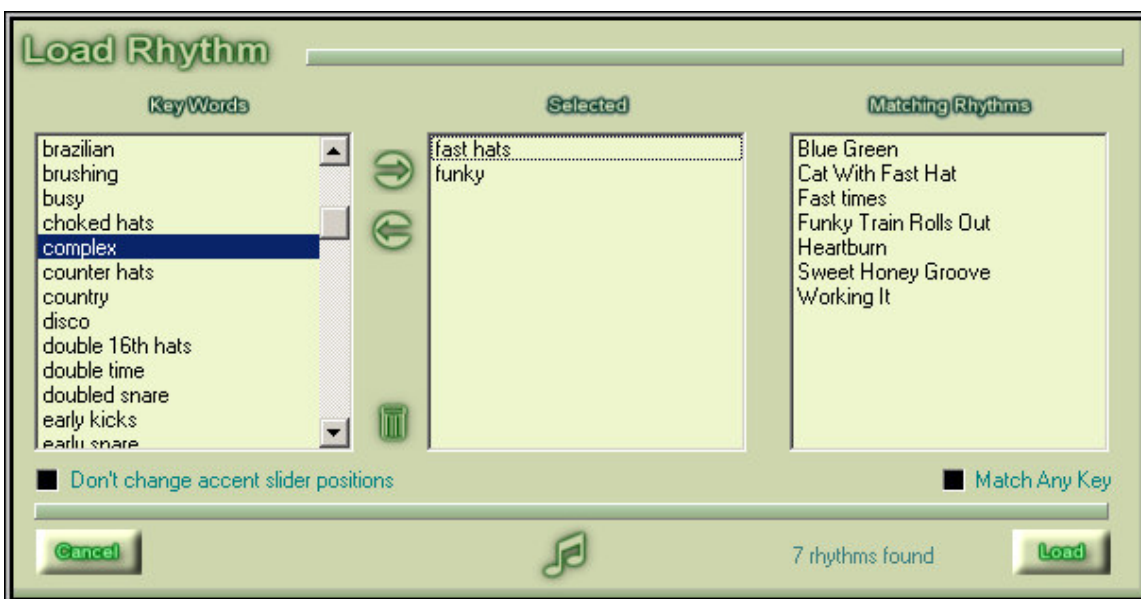 Load Rhythm
KeyWords
brazilian
brushing
busy
choked hats
complex
counter hats
country
disco
double 16th hats
double time
doubled snare
early kicks
early snare
Selected
fast hats
funky
Matching Rhythms
Blue Green
Cat With Fast Hat
Fast times
Funky Train Rolls Out
Heartburn
Sweet Honey Groove
Working It
Don't change accent slider positions
Match Any Key
Cancel
7 rhythms found
Load